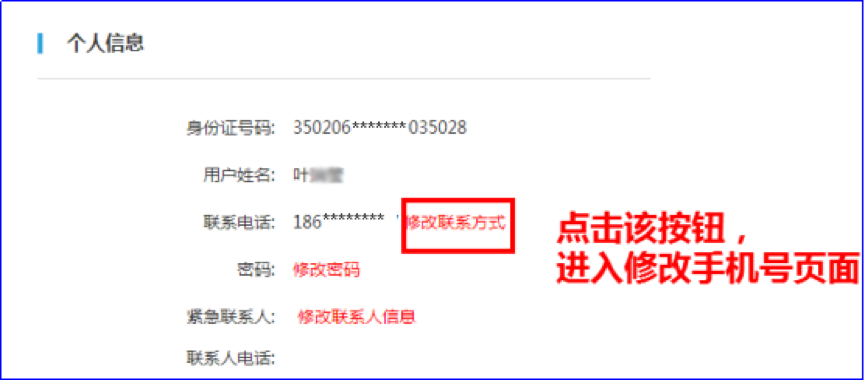 个人信息
身份证号码: 350206*******035028
用户姓名: 叶
联系电话: 186******** 修改联系方式
点击该按钮，
进入修改手机号页面
密码: 修改密码
紧急联系人: 修改联系人信息
联系人电话: